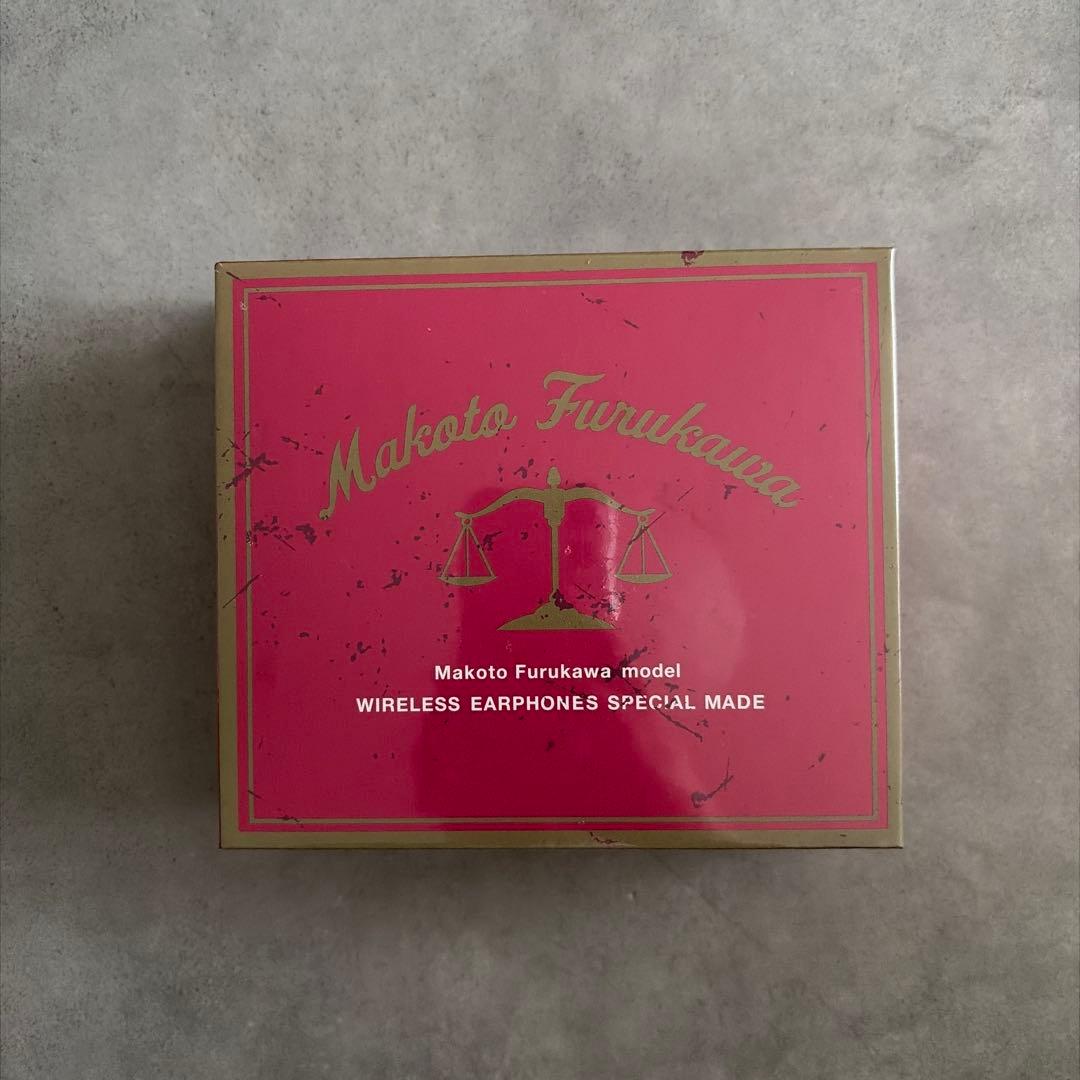 Makoto Furukawa
Makoto Furukawa model
WIRELESS EARPHONES SPECIAL MADE